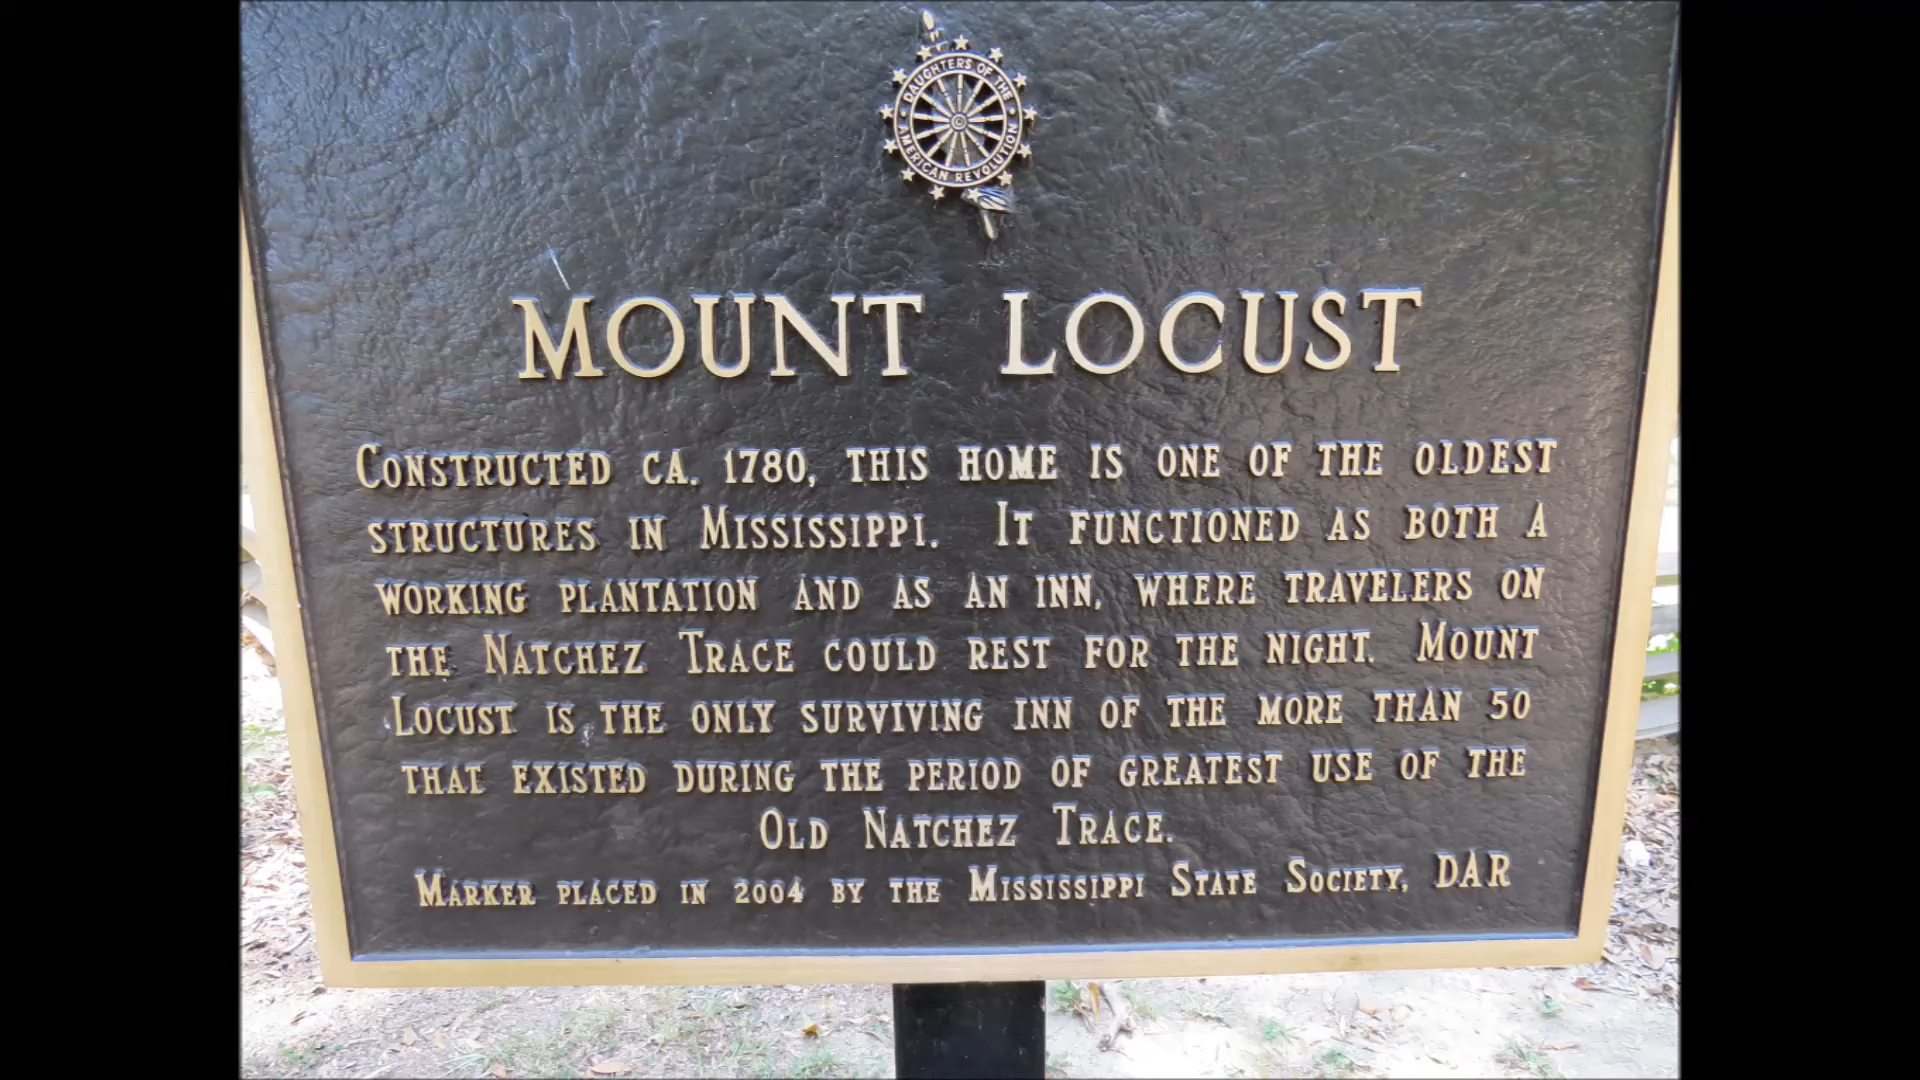 DAUGHTERS OF THE
AMERICAN REVOLUTION
MOUNT LOCUST
CONSTRUCTED CA. 1780, THIS HOME IS ONE OF THE OLDEST
STRUCTURES IN MISSISSIPPI. IT FUNCTIONED AS BOTH A
WORKING PLANTATION AND AS AN INN, WHERE TRAVELERS ON
THE NATCHEZ TRACE COULD REST FOR THE NIGHT. MOUNT
LOCUST IS THE ONLY SURVIVING INN OF THE MORE THAN 50
THAT EXISTED DURING THE PERIOD OF GREATEST USE OF THE
OLD NATCHEZ TRACE.
MARKER PLACED IN 2004 BY THE MISSISSIPPI STATE SOCIETY, DAR